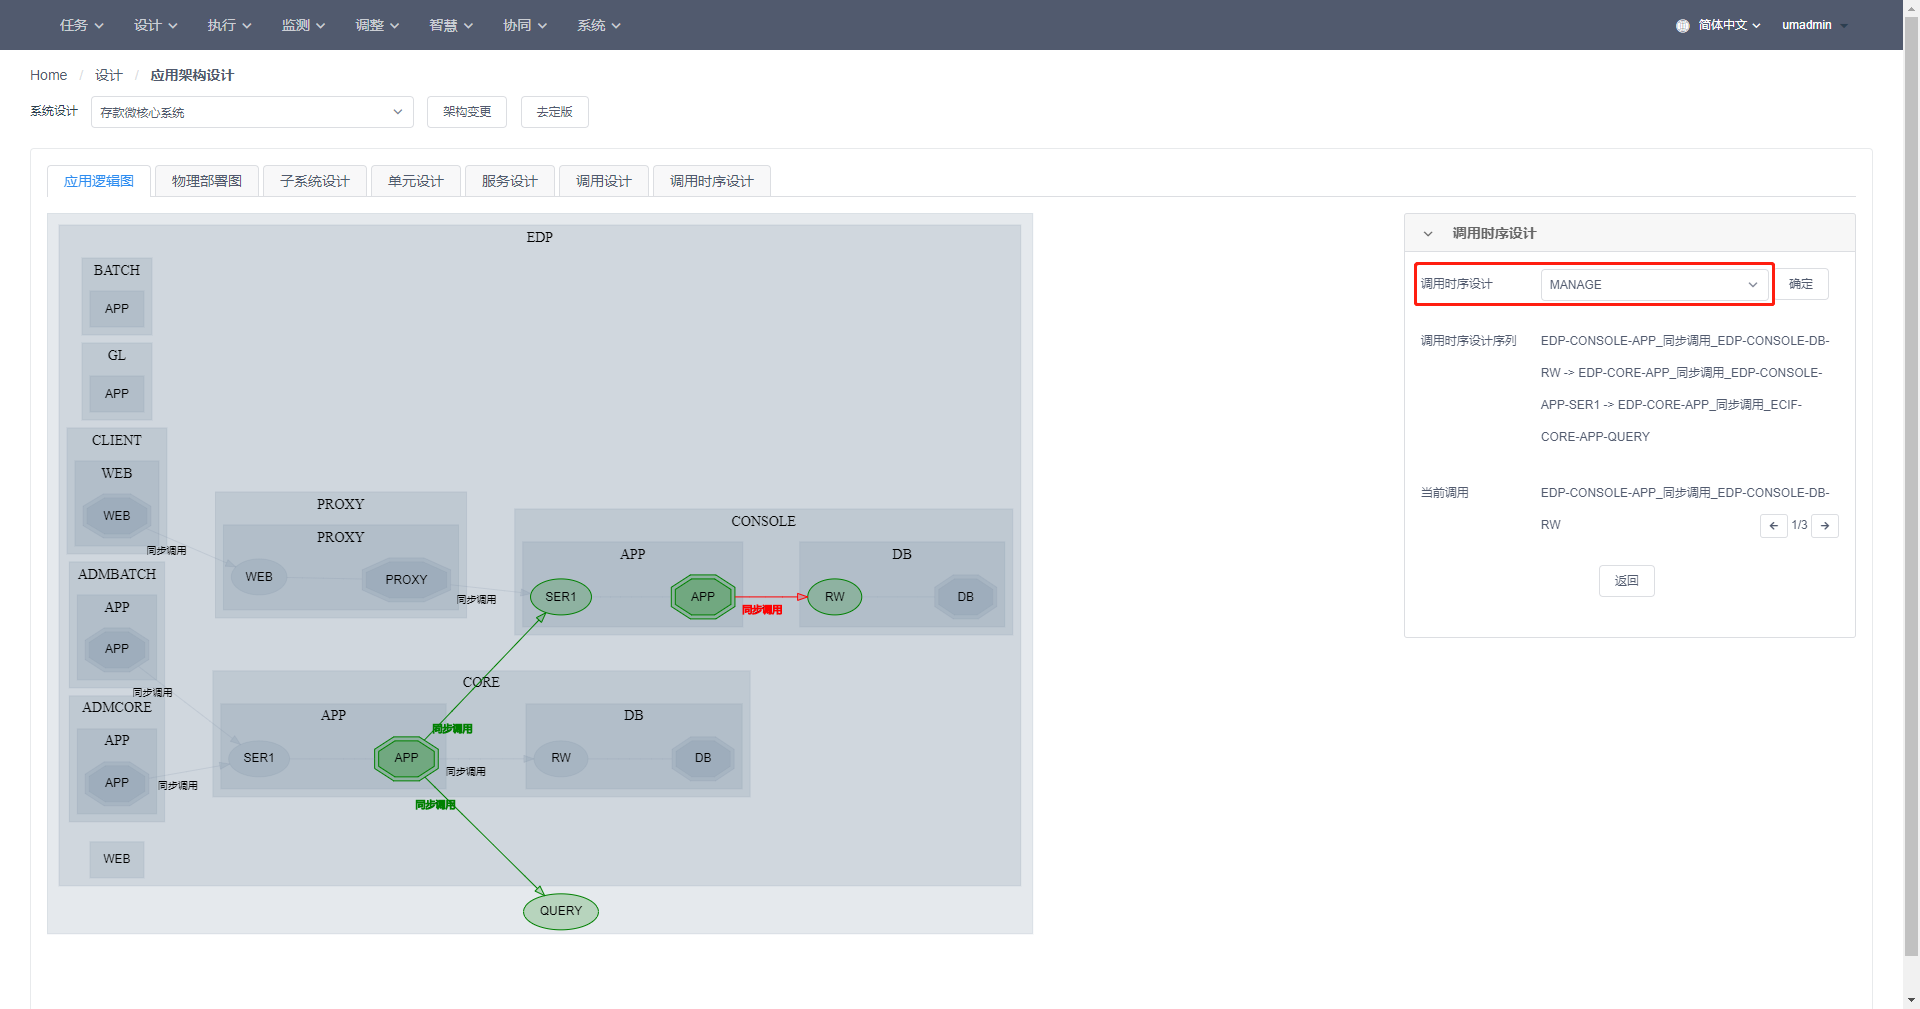 任务 设计 执行 监测 调整 智慧 协同 系统 简体中文 umadmin
Home / 设计 / 应用架构设计
系统设计 存款微核心系统 架构变更 去定版
应用逻辑图 物理部署图 子系统设计 单元设计 服务设计 调用设计 调用时序设计
EDP
BATCH
APP
GL
APP
CLIENT
WEB
WEB
同步调用
ADMBATCH
APP
APP
同步调用
ADMCORE
APP
APP
同步调用
WEB
PROXY
PROXY
WEB
PROXY
同步调用
CONSOLE
APP
SER1
APP
同步调用
DB
RW
DB
CORE
APP
SER1
APP
同步调用
同步调用
同步调用
DB
RW
DB
QUERY
调用时序设计
调用时序设计 MANAGE 确定
调用时序设计序列 EDP-CONSOLE-APP_同步调用_EDP-CONSOLE-DB-
RW -> EDP-CORE-APP_同步调用_EDP-CONSOLE-
APP-SER1 -> EDP-CORE-APP_同步调用_ECIF-
CORE-APP-QUERY
当前调用 EDP-CONSOLE-APP_同步调用_EDP-CONSOLE-DB-
RW 1/3
返回